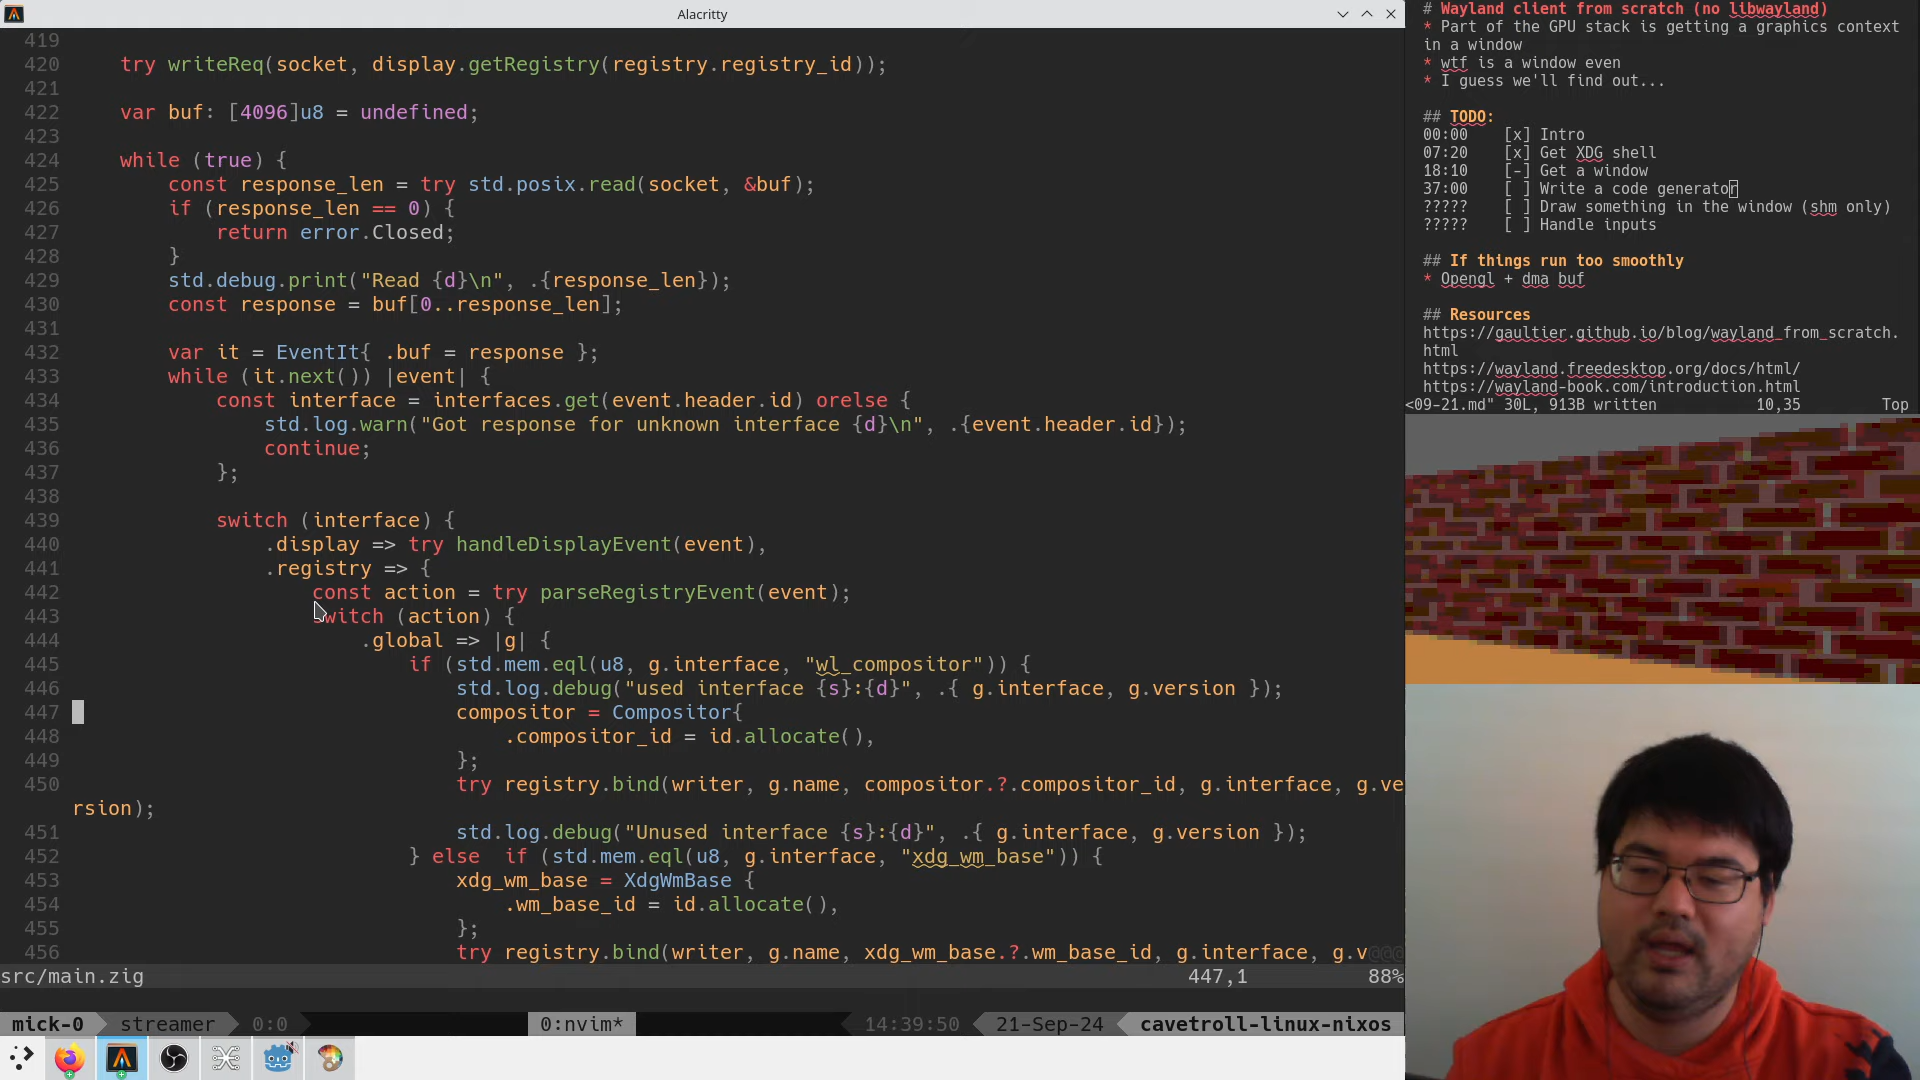 Alacritty
419
420     try writeReq(socket, display.getRegistry(registry.registry_id));
421
422     var buf: [4096]u8 = undefined;
423
424     while (true) {
425         const response_len = try std.posix.read(socket, &buf);
426         if (response_len == 0) {
427             return error.Closed;
428         }
429         std.debug.print("Read {d}\n", .{response_len});
430         const response = buf[0..response_len];
431
432         var it = EventIt{ .buf = response };
433         while (it.next()) |event| {
434             const interface = interfaces.get(event.header.id) orelse {
435                 std.log.warn("Got response for unknown interface {d}\n", .{event.header.id});
436                 continue;
437             };
438
439             switch (interface) {
440                 .display => try handleDisplayEvent(event),
441                 .registry => {
442                     const action = try parseRegistryEvent(event);
443                     switch (action) {
444                         .global => |g| {
445                             if (std.mem.eql(u8, g.interface, "wl_compositor")) {
446                                 std.log.debug("used interface {s}:{d}", .{ g.interface, g.version });
447                                 compositor = Compositor{
448                                     .compositor_id = id.allocate(),
449                                 };
450                                 try registry.bind(writer, g.name, compositor.?.compositor_id, g.interface, g.ve
rsion);
451                                 std.log.debug("Unused interface {s}:{d}", .{ g.interface, g.version });
452                             } else  if (std.mem.eql(u8, g.interface, "xdg_wm_base")) {
453                                 xdg_wm_base = XdgWmBase {
454                                     .wm_base_id = id.allocate(),
455                                 };
456                                 try registry.bind(writer, g.name, xdg_wm_base.?.wm_base_id, g.interface, g.v@@@
src/main.zig 447,1 88%
mick-0 streamer 0:0 0:nvim* 14:39:50 21-Sep-24 cavetroll-linux-nixos
# Wayland client from scratch (no libwayland)
* Part of the GPU stack is getting a graphics context
in a window
* wtf is a window even
* I guess we'll find out...
## TODO:
00:00    [x] Intro
07:20    [x] Get XDG shell
18:10    [-] Get a window
37:00    [ ] Write a code generator
?????    [ ] Draw something in the window (shm only)
?????    [ ] Handle inputs
## If things run too smoothly
* Opengl + dma buf
## Resources
https://gaultier.github.io/blog/wayland_from_scratch.
html
https://wayland.freedesktop.org/docs/html/
https://wayland-book.com/introduction.html
<09-21.md" 30L, 913B written 10,35 Top